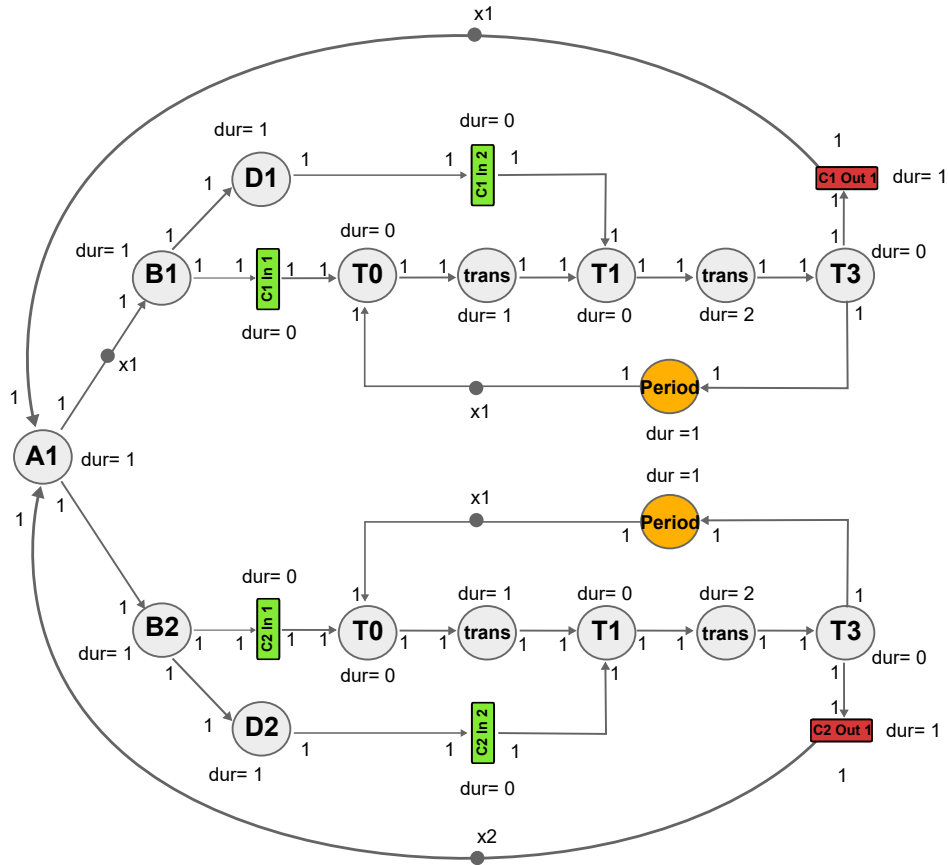 x1
1
1
dur= 1
dur= 0
1
D1
1
1
C1 In 2
1
1
C1 Out 1
dur= 1
1
1
dur= 1
B1
1
1
C1 In 1
1
1
dur= 0
T0
1
1
trans
1
1
1
T1
1
1
trans
1
1
1
T3
dur= 0
1
dur= 0
1
dur= 1
dur= 0
dur= 2
1
x1
1
x1
1
Period
1
dur =1
1
A1
dur= 1
1
1
dur =1
x1
1
Period
1
1
dur= 0
1
dur= 1
dur= 0
dur= 2
1
B2
1
1
C2 In 1
1
1
T0
1
1
trans
1
1
T1
1
1
trans
1
1
T3
dur= 1
dur= 0
dur= 0
1
1
1
1
D2
1
1
C2 In 2
1
1
C2 Out 1
dur= 1
dur= 1
dur= 0
1
x2